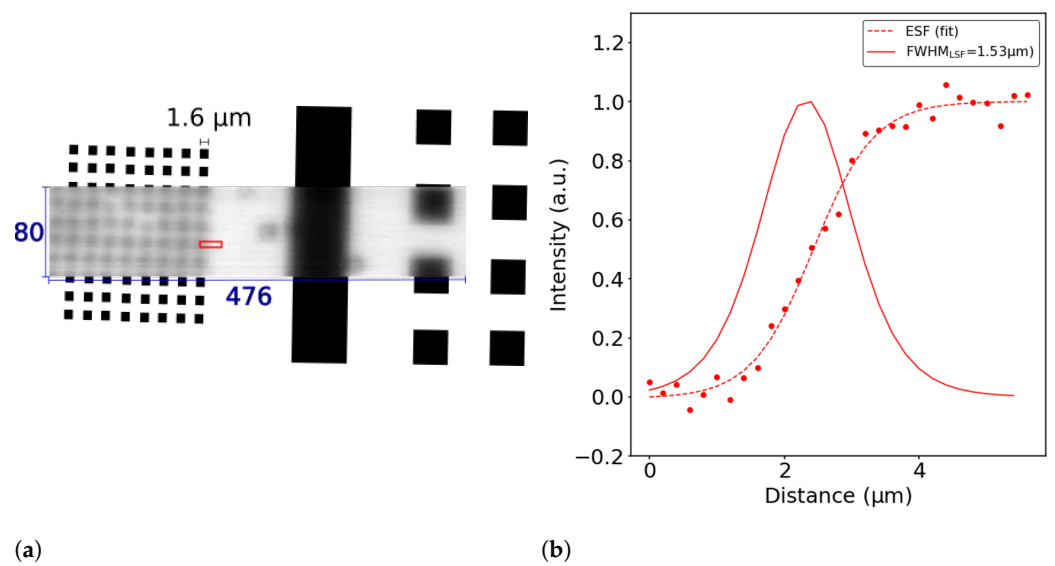 1.6 µm
80
476
(a)
1.2
1.0
0.8
0.6
0.4
0.2
0.0
−0.2
Intensity (a.u.)
ESF (fit)
FWHM_LSF=1.53µm)
0
2
4
Distance (µm)
(b)